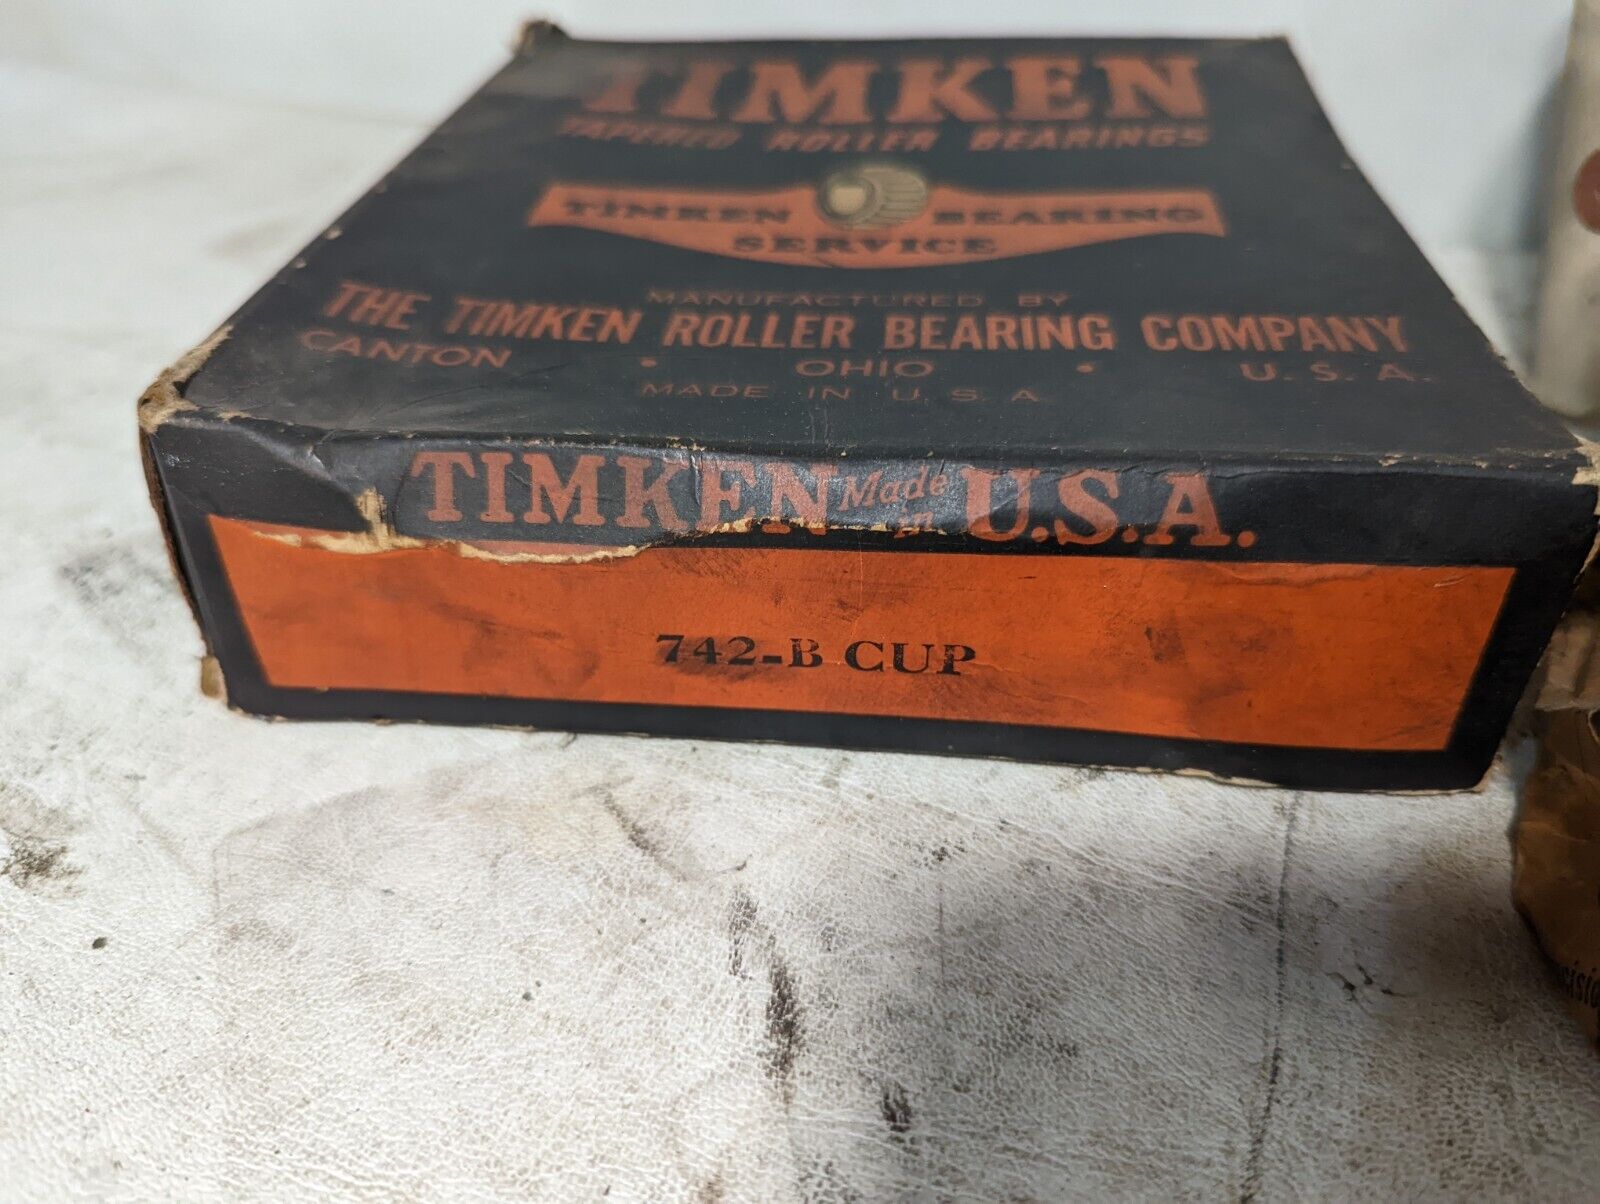 TIMKEN
TAPERED ROLLER BEARINGS
TIMKEN BEARING
SERVICE
MANUFACTURED BY
THE TIMKEN ROLLER BEARING COMPANY
CANTON • OHIO • U.S.A.
MADE IN U.S.A.
TIMKEN Made in U.S.A.
742-B CUP